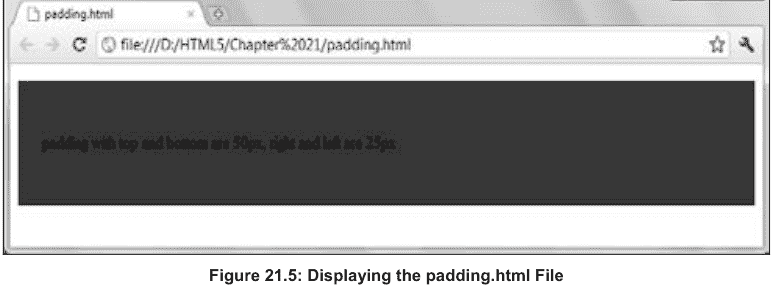 padding.html
file:///D:/HTML5/Chapter%2021/padding.html
padding with top and bottom are 50px, right and left are 25px
Figure 21.5: Displaying the padding.html File